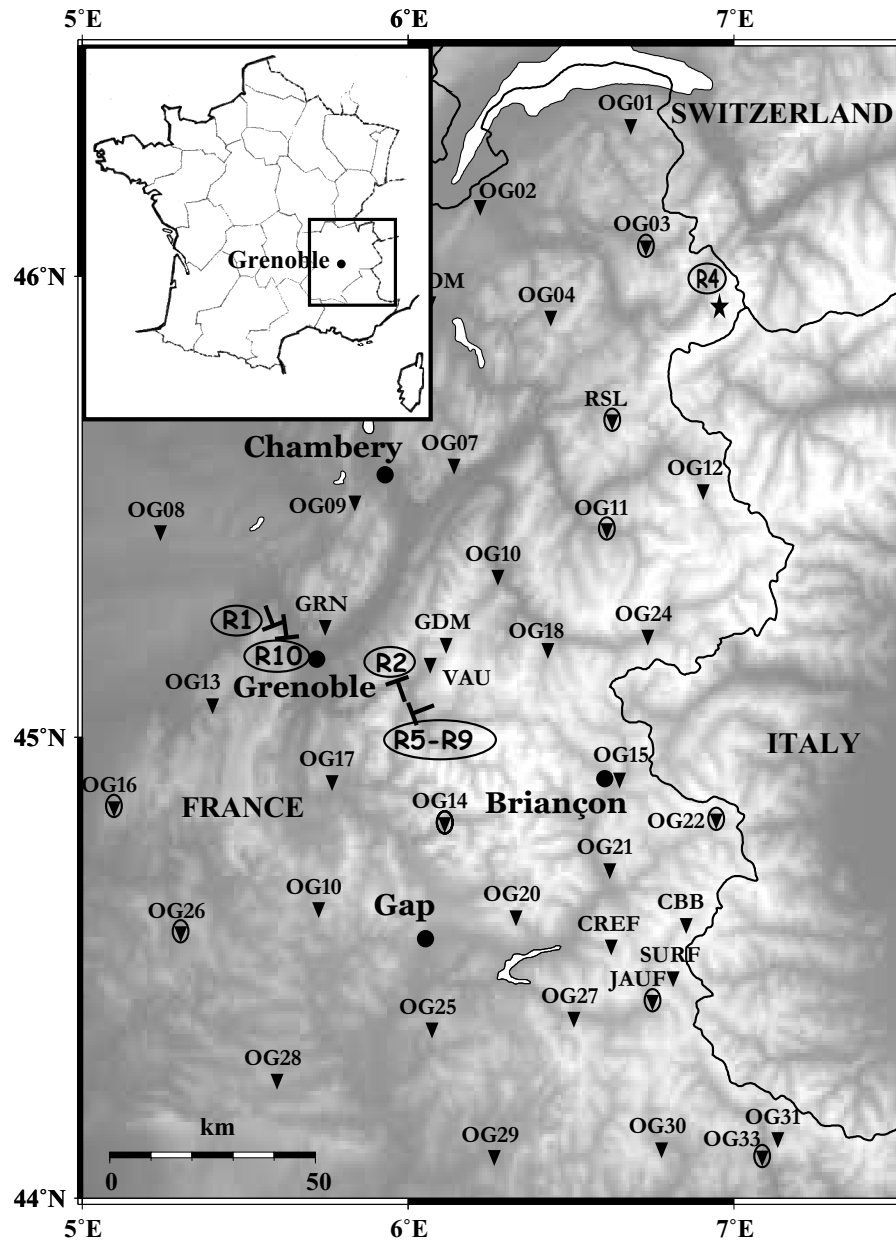 5°E 6°E 7°E
OG01
SWITZERLAND
OG02
OG03
Grenoble
R4
46°N
OG04
RSL
Chambery
OG07
OG12
OG09
OG08
OG11
OG10
R1
GRN
GDM
OG18
OG24
R10
R2
OG13
Grenoble
VAU
45°N
R5-R9
ITALY
OG17
OG15
OG16
FRANCE
OG14
Briançon
OG22
OG21
OG10
OG20
CBB
OG26
Gap
CREF
SURF
JAUF
OG25
OG27
OG28
km
OG29
OG30
OG31
OG33
0 50
44°N
5°E 6°E 7°E